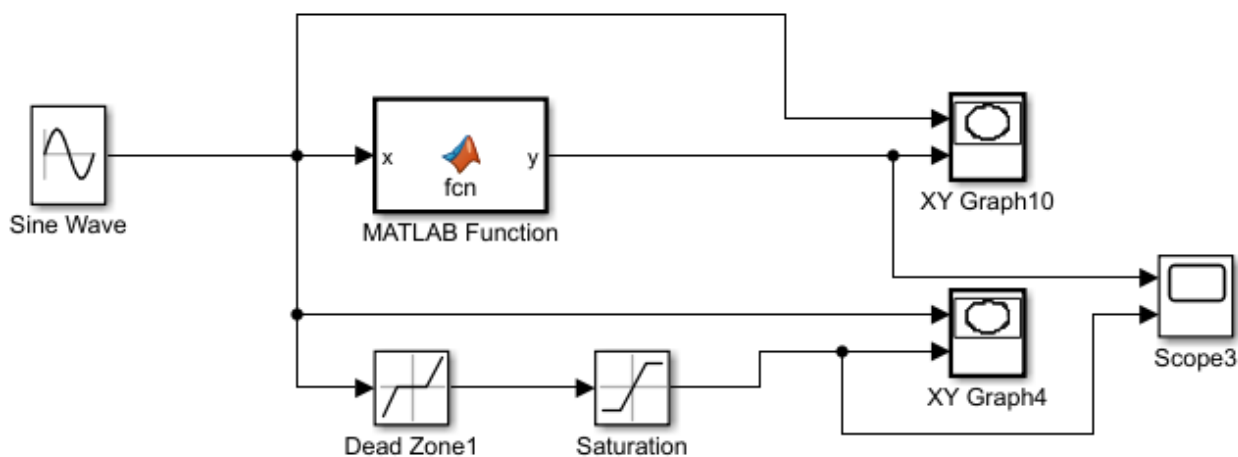 Sine Wave
x
fcn
y
MATLAB Function
XY Graph10
Dead Zone1
Saturation
XY Graph4
Scope3